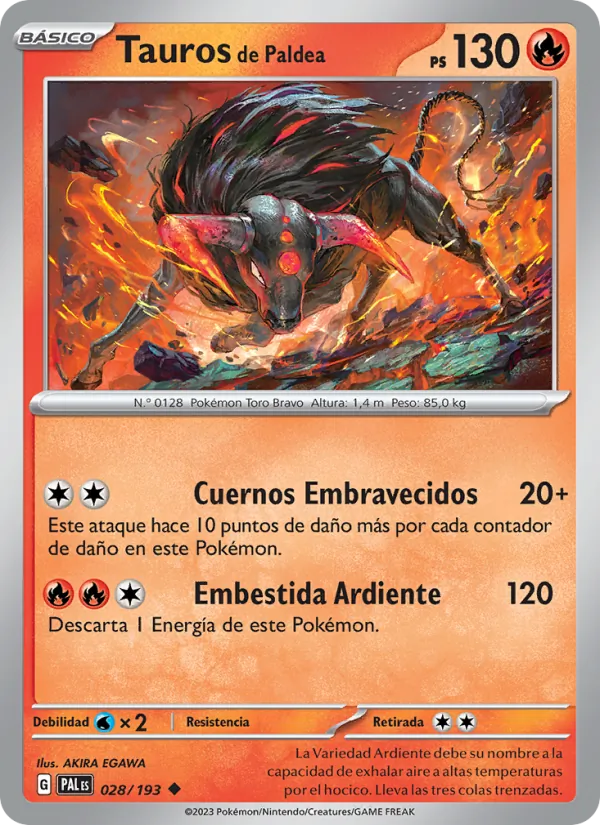 BÁSICO
Tauros de Paldea
PS 130
N.º 0128 Pokémon Toro Bravo Altura: 1,4 m Peso: 85,0 kg
Cuernos Embravecidos 20+
Este ataque hace 10 puntos de daño más por cada contador
de daño en este Pokémon.
Embestida Ardiente 120
Descarta 1 Energía de este Pokémon.
Debilidad ×2 Resistencia Retirada
Ilus. AKIRA EGAWA
G PAL ES 028/193
La Variedad Ardiente debe su nombre a la
capacidad de exhalar aire a altas temperaturas
por el hocico. Lleva las tres colas trenzadas.
©2023 Pokémon/Nintendo/Creatures/GAME FREAK